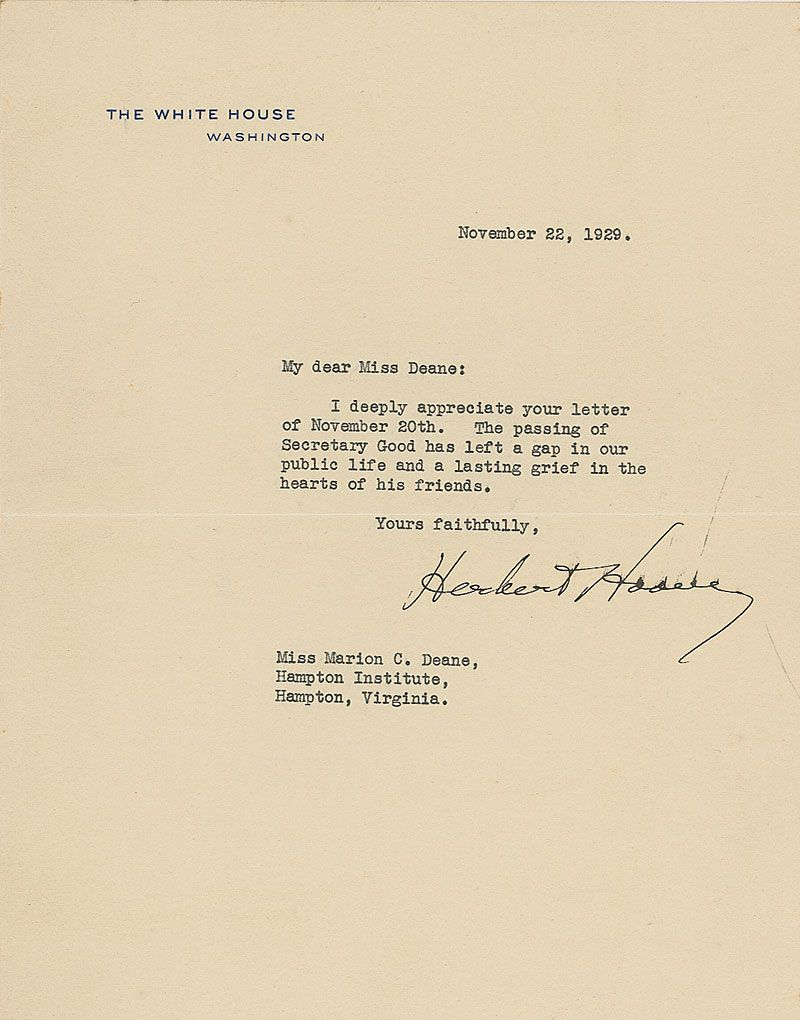 THE WHITE HOUSE
WASHINGTON
November 22, 1929.
My dear Miss Deane:
I deeply appreciate your letter
of November 20th. The passing of
Secretary Good has left a gap in our
public life and a lasting grief in the
hearts of his friends.
Yours faithfully,
Herbert Hoover
Miss Marion C. Deane,
Hampton Institute,
Hampton, Virginia.